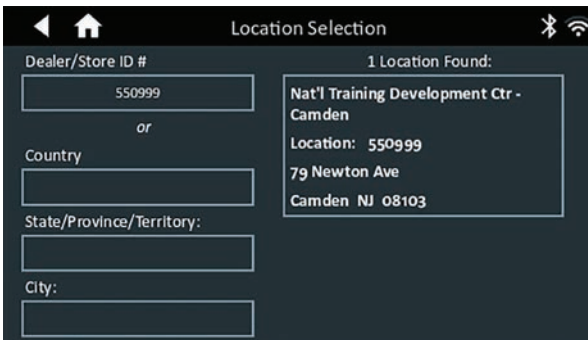 Location Selection
Dealer/Store ID #
550999
or
Country
State/Province/Territory:
City:
1 Location Found:
Nat'l Training Development Ctr -
Camden
Location: 550999
79 Newton Ave
Camden NJ 08103